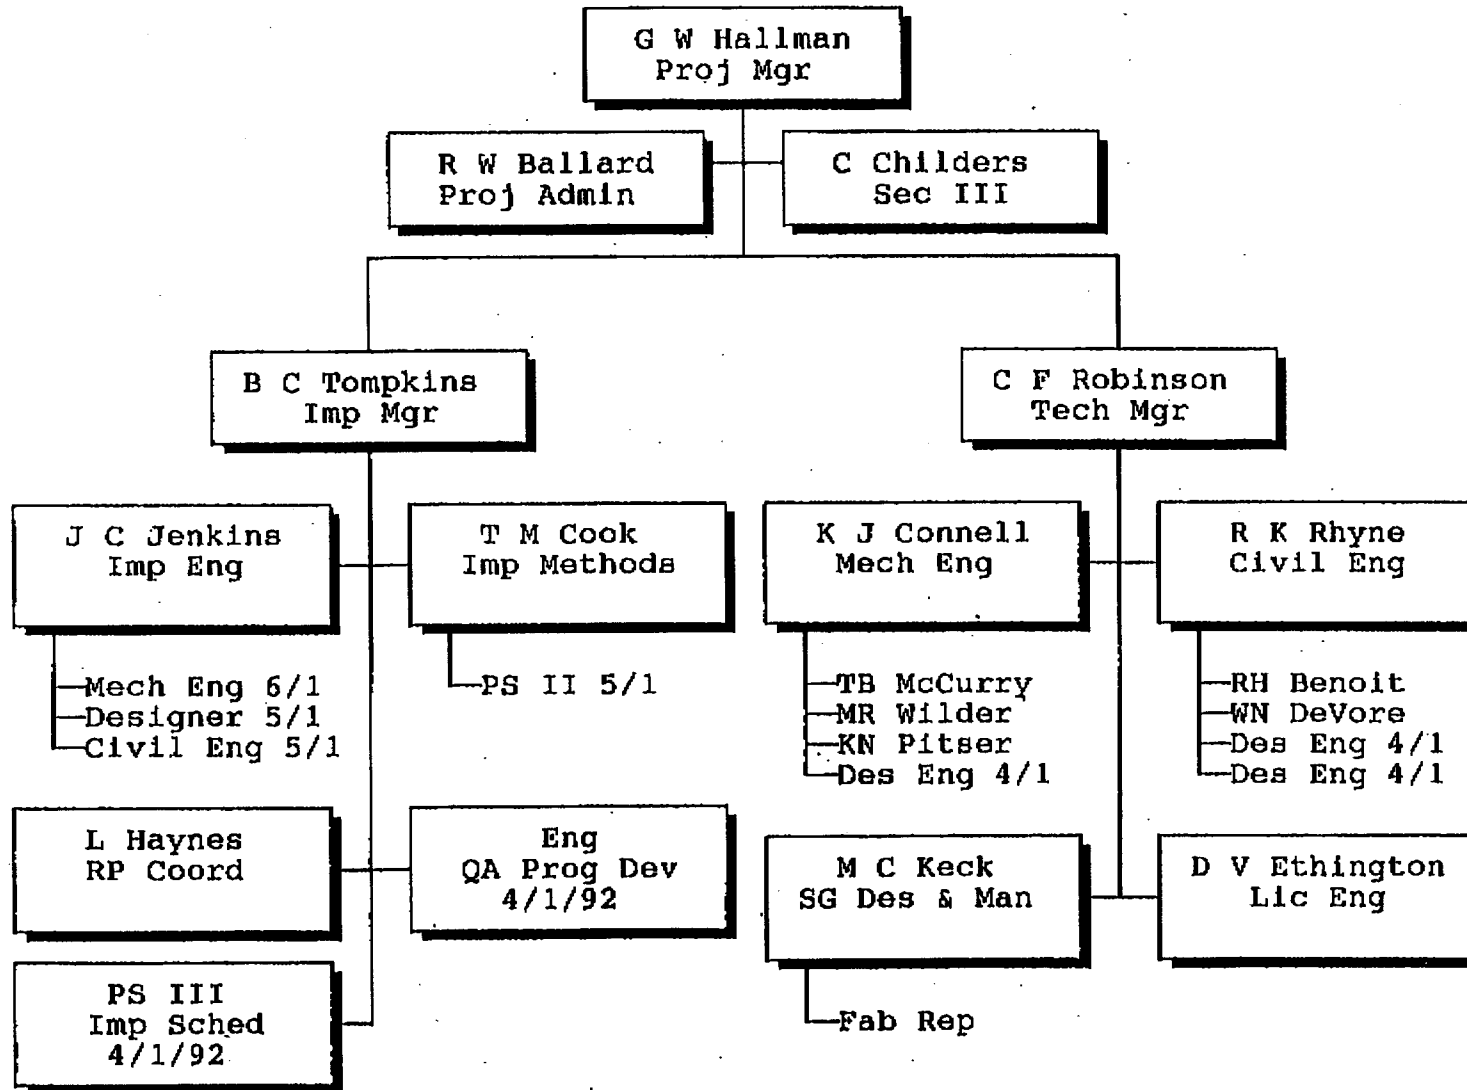 G W Hallman
Proj Mgr
R W Ballard
Proj Admin
C Childers
Sec III
B C Tompkins
Imp Mgr
C F Robinson
Tech Mgr
J C Jenkins
Imp Eng
T M Cook
Imp Methods
K J Connell
Mech Eng
R K Rhyne
Civil Eng
Mech Eng 6/1
Designer 5/1
Civil Eng 5/1
PS II 5/1
TB McCurry
MR Wilder
KN Pitser
Des Eng 4/1
RH Benoit
WN DeVore
Des Eng 4/1
Des Eng 4/1
L Haynes
RP Coord
Eng
QA Prog Dev
4/1/92
M C Keck
SG Des & Man
D V Ethington
Lic Eng
PS III
Imp Sched
4/1/92
Fab Rep